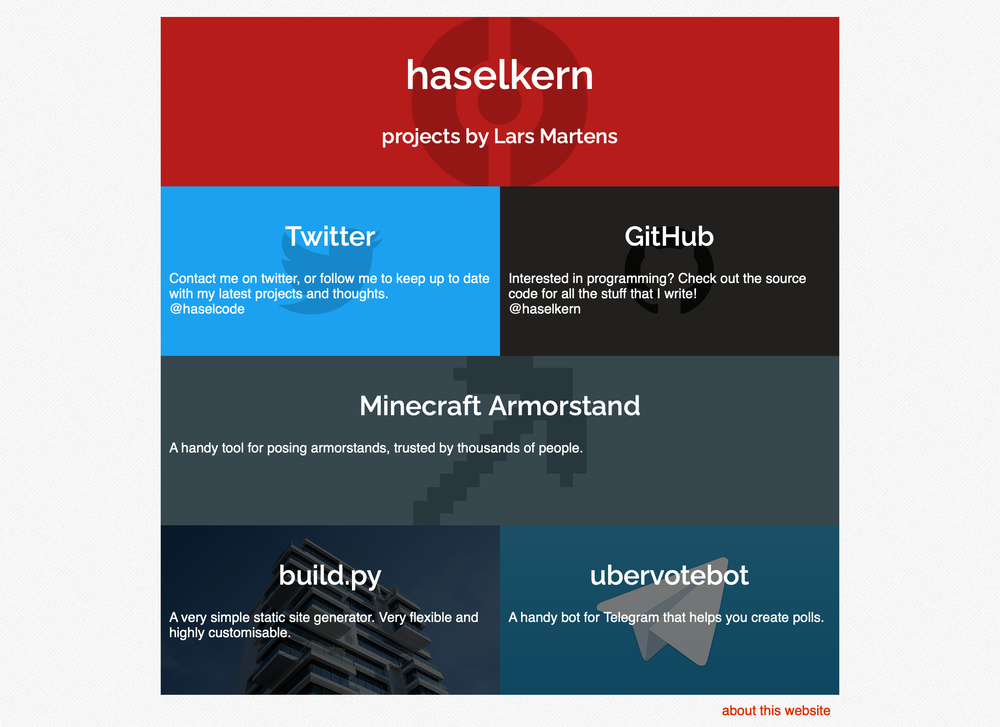 haselkern
projects by Lars Martens
Twitter
Contact me on twitter, or follow me to keep up to date
with my latest projects and thoughts.
@haselcode
GitHub
Interested in programming? Check out the source
code for all the stuff that I write!
@haselkern
Minecraft Armorstand
A handy tool for posing armorstands, trusted by thousands of people.
build.py
A very simple static site generator. Very flexible and
highly customisable.
ubervotebot
A handy bot for Telegram that helps you create polls.
about this website